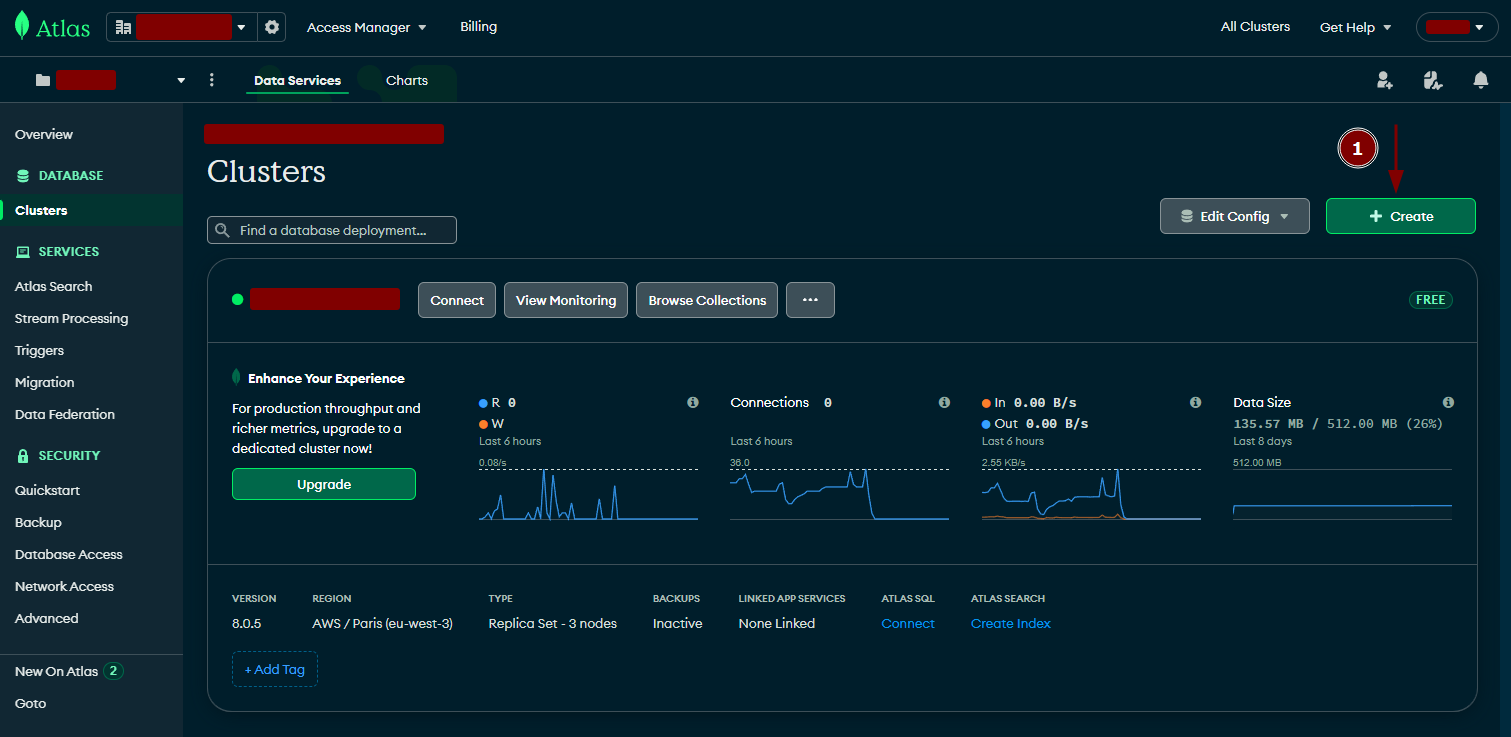 Atlas
Access Manager
Billing
All Clusters
Get Help
Data Services
Charts
Overview
DATABASE
Clusters
SERVICES
Atlas Search
Stream Processing
Triggers
Migration
Data Federation
SECURITY
Quickstart
Backup
Database Access
Network Access
Advanced
New On Atlas 2
Goto
Clusters
1
Find a database deployment...
Edit Config
+ Create
Connect
View Monitoring
Browse Collections
...
FREE
Enhance Your Experience
For production throughput and
richer metrics, upgrade to a
dedicated cluster now!
Upgrade
R 0
W
Last 6 hours
0.08/s
Connections 0
Last 6 hours
36.0
In 0.00 B/s
Out 0.00 B/s
Last 6 hours
2.55 KB/s
Data Size
135.57 MB / 512.00 MB (26%)
Last 8 days
512.00 MB
VERSION
8.0.5
REGION
AWS / Paris (eu-west-3)
TYPE
Replica Set - 3 nodes
BACKUPS
Inactive
LINKED APP SERVICES
None Linked
ATLAS SQL
Connect
ATLAS SEARCH
Create Index
+ Add Tag